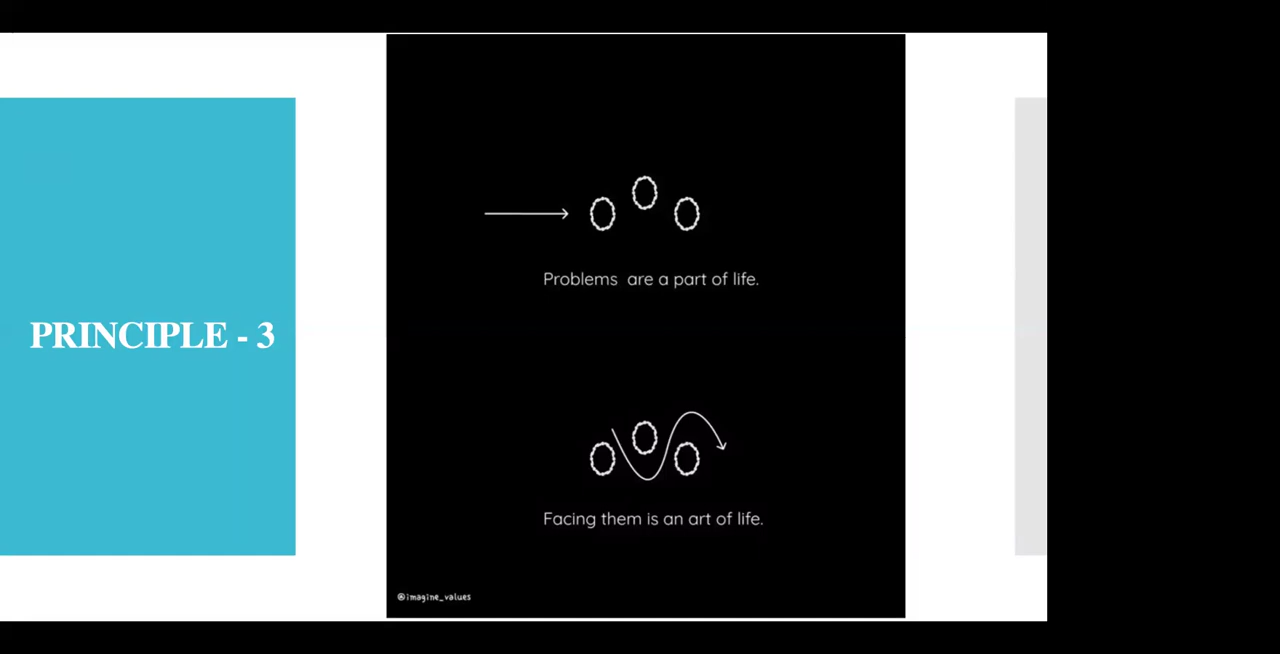 PRINCIPLE - 3
Problems are a part of life.
Facing them is an art of life.
@imagine_values